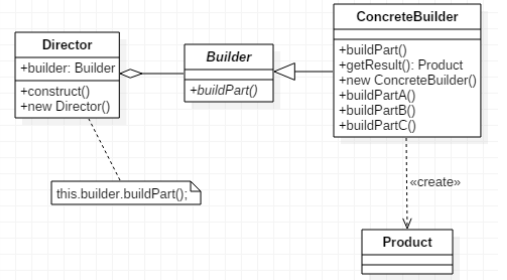 Director
+builder: Builder
+construct()
+new Director()
this.builder.buildPart();
Builder
+buildPart()
ConcreteBuilder
+buildPart()
+getResult(): Product
+new ConcreteBuilder()
+buildPartA()
+buildPartB()
+buildPartC()
«create»
Product